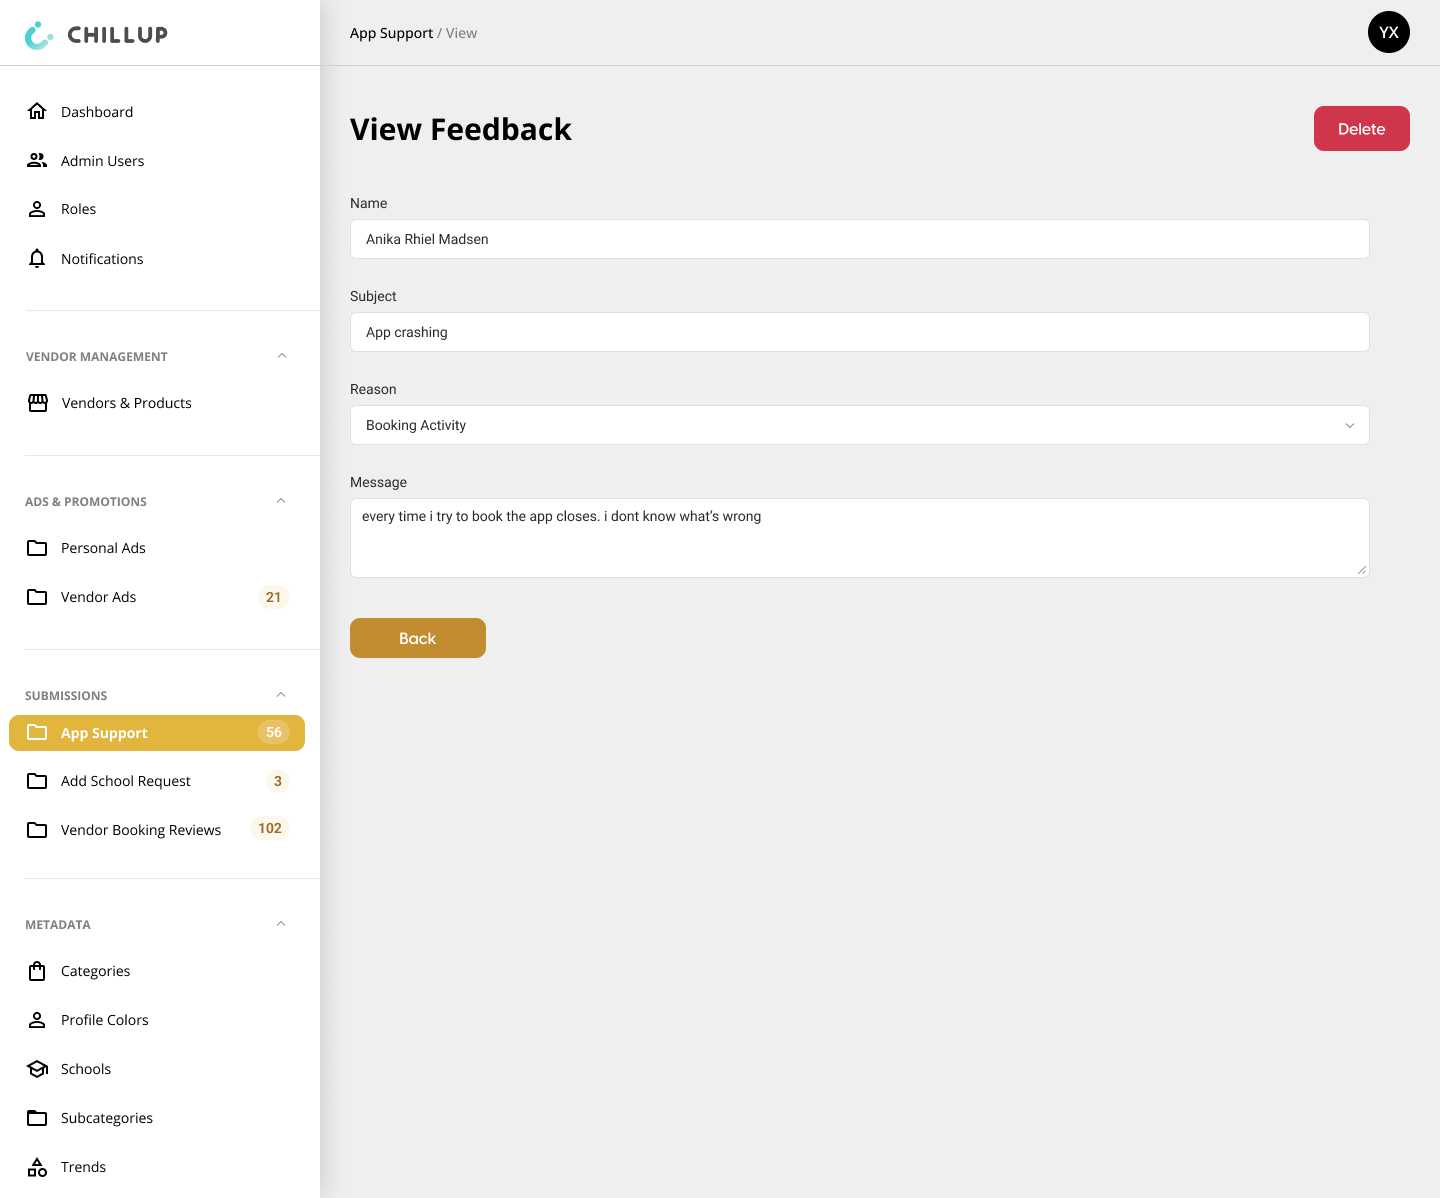 CHILLUP
App Support / View
YX
Dashboard
Admin Users
Roles
Notifications
VENDOR MANAGEMENT
Vendors & Products
ADS & PROMOTIONS
Personal Ads
Vendor Ads
21
SUBMISSIONS
App Support
56
Add School Request
3
Vendor Booking Reviews
102
METADATA
Categories
Profile Colors
Schools
Subcategories
Trends
View Feedback
Delete
Name
Anika Rhiel Madsen
Subject
App crashing
Reason
Booking Activity
Message
every time i try to book the app closes. i dont know what’s wrong
Back